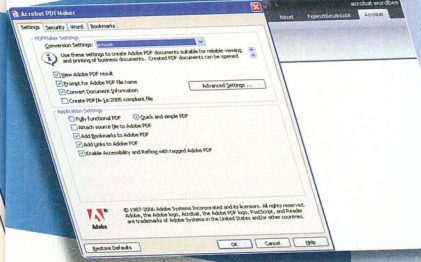 acrobat wordben
Acrobat PDFMaker
Nézet Fejlesztőeszközök Acrobat
Settings Security Word Bookmarks
PDFMaker Settings
Conversion Settings: e-book
Use these settings to create Adobe PDF documents suitable for reliable viewing
and printing of business documents. Created PDF documents can be opened
View Adobe PDF result
Prompt for Adobe PDF file name
Convert Document Information
Advanced Settings ...
Create PDF/A-1a:2005 compliant file
Application Settings
Fully functional PDF Quick and simple PDF
Attach source file to Adobe PDF
Add Bookmarks to Adobe PDF
Add Links to Adobe PDF
Enable Accessibility and Reflow with tagged Adobe PDF
Adobe
© 1987-2006 Adobe Systems Incorporated and its licensors. All rights reserved.
Adobe, the Adobe logo, Acrobat, the Adobe PDF logo, PostScript, and Reader
are trademarks of Adobe Systems in the United States and/or other countries.
Restore Defaults OK Cancel Help